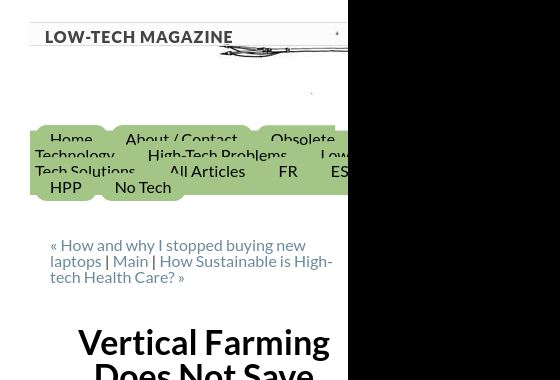 LOW-TECH MAGAZINE
Home About / Contact Obsolete
Technology High-Tech Problems Low
Tech Solutions All Articles FR ES
HPP No Tech
« How and why I stopped buying new
laptops | Main | How Sustainable is High-
tech Health Care? »
Vertical Farming
Does Not Save